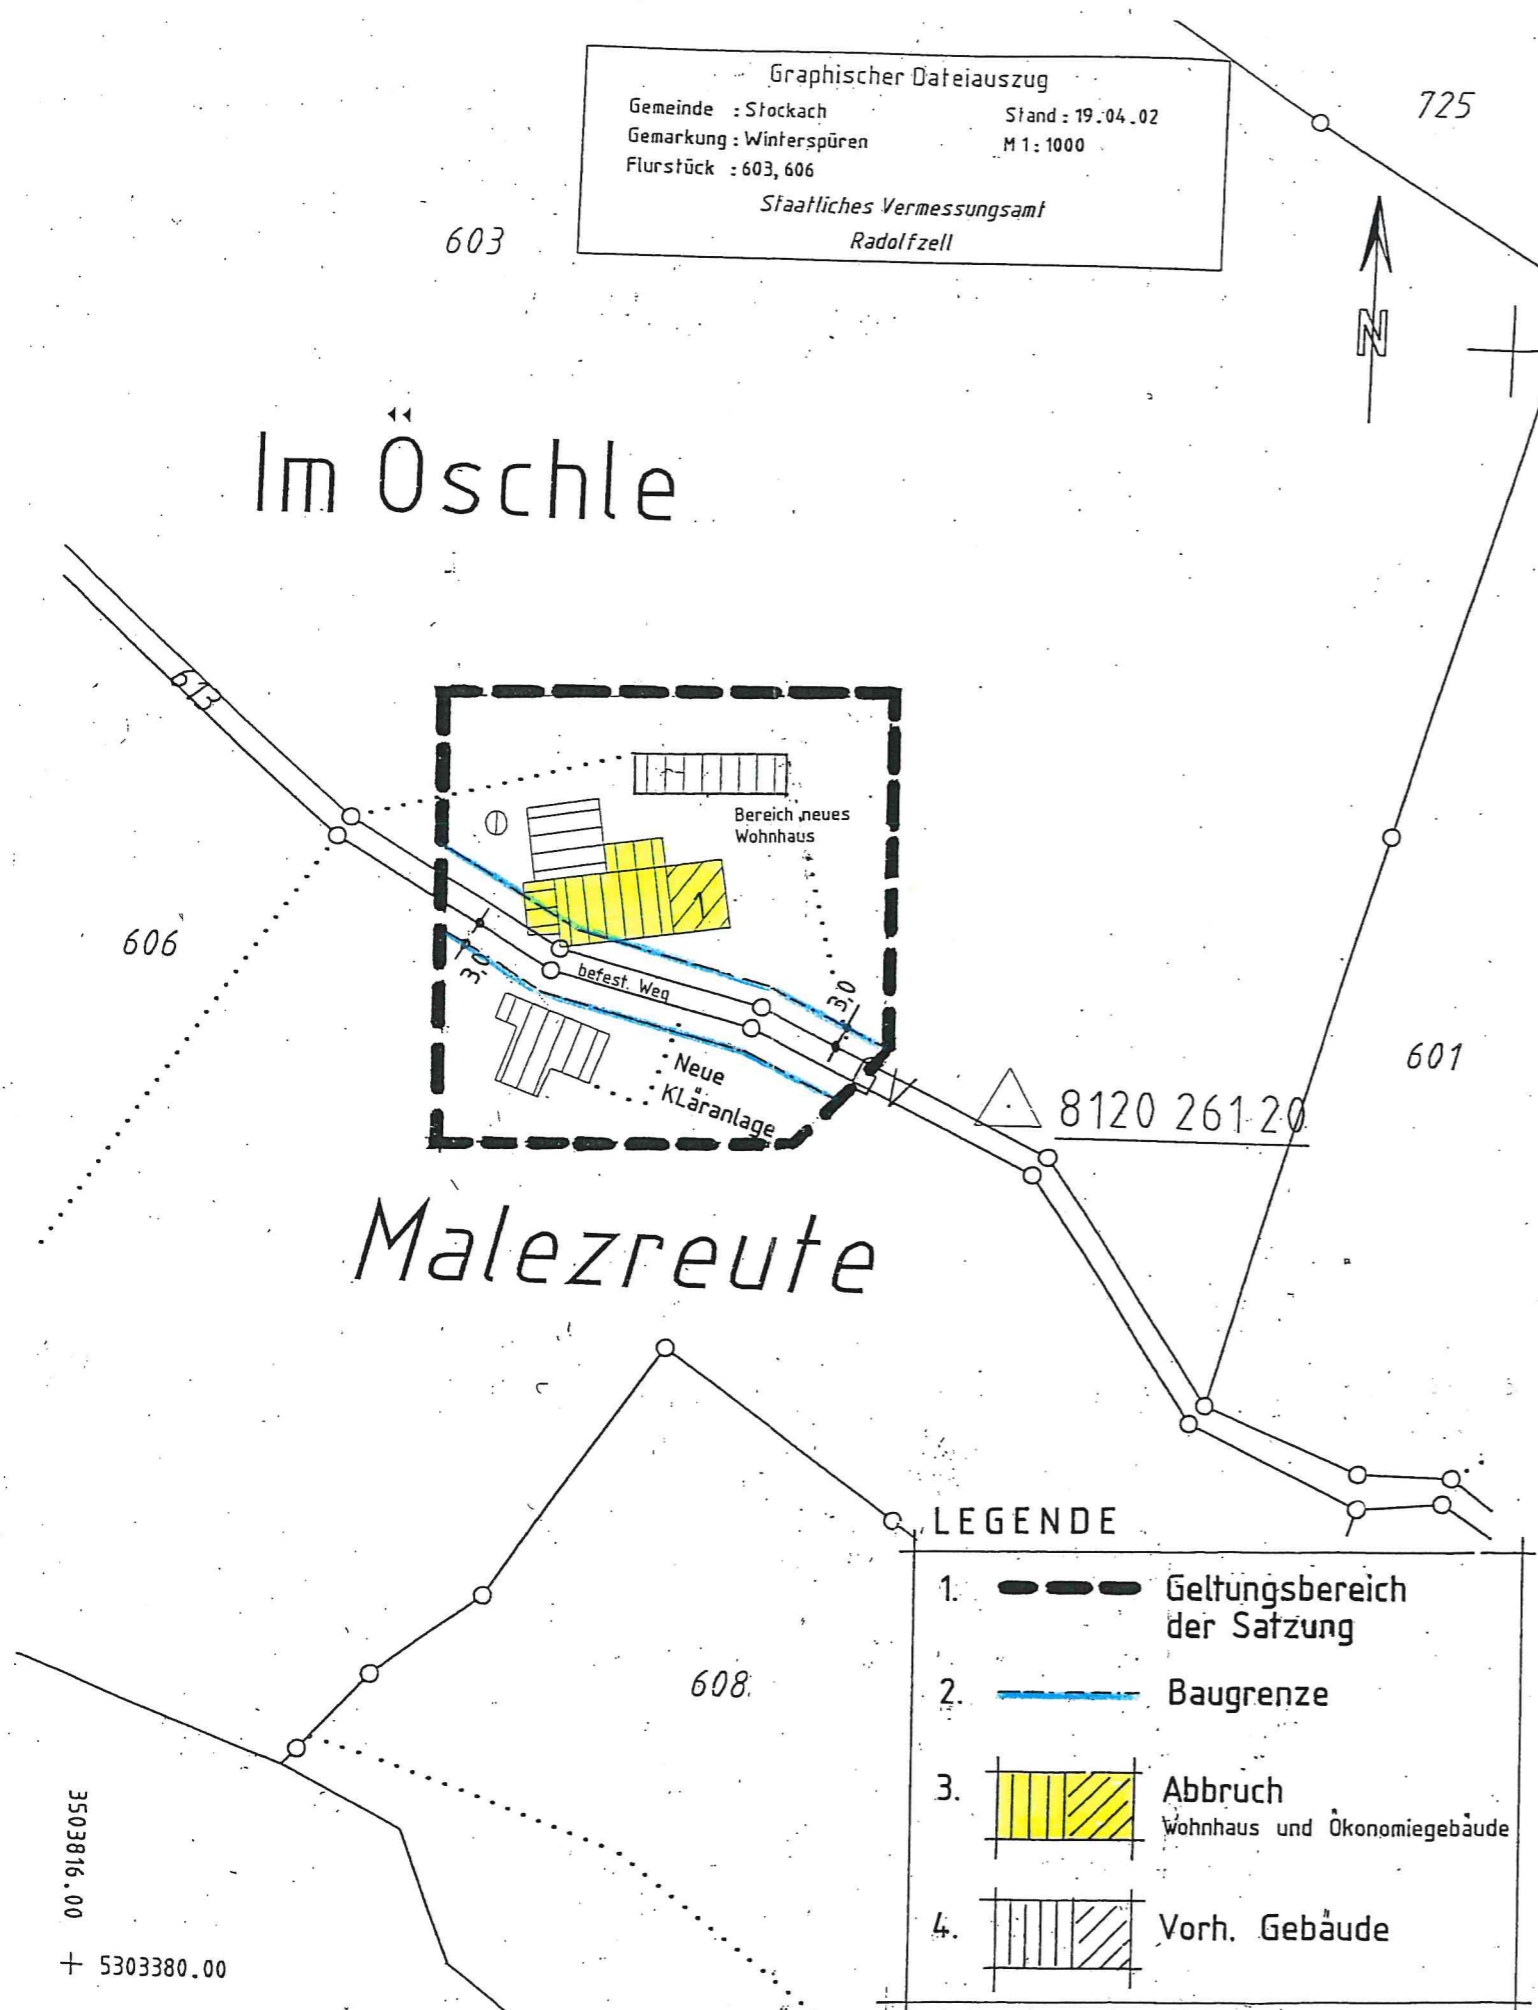 Graphischer Dateiauszug
Gemeinde : Stockach
Stand : 19.04.02
Gemarkung : Winterspüren
M 1 : 1000
Flurstück : 603, 606
Staatliches Vermessungsamt
Radolfzell
725
603
N
Im Öschle
613
Bereich neues
Wohnhaus
1
606
3,0
befest. Weg
3,0
601
Neue
KLäranlage
8120 261 20
Malezreute
LEGENDE
1. Geltungsbereich
der Satzung
608
2. Baugrenze
3. Abbruch
Wohnhaus und Ökonomiegebäude
3503816.00
4. Vorh. Gebäude
5303380.00